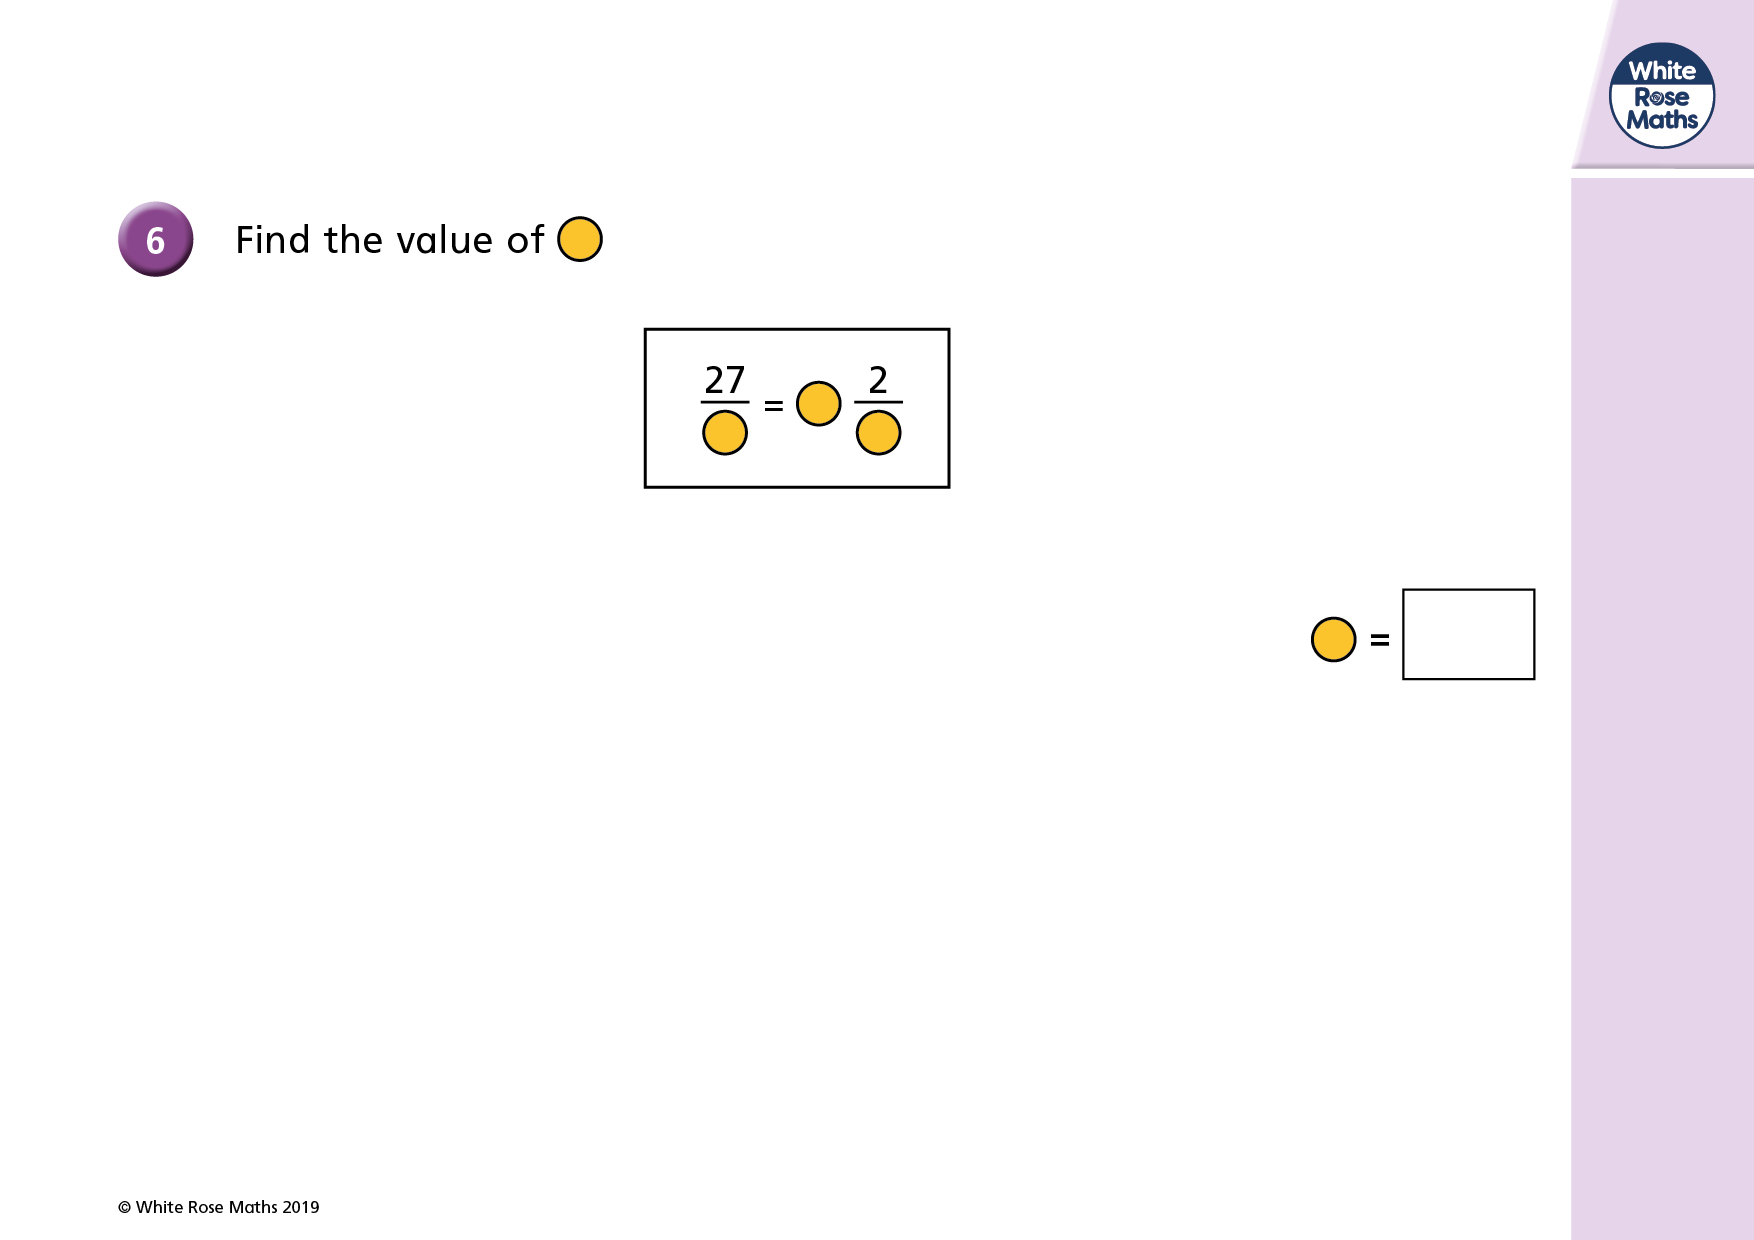 White
Rose
Maths
6 Find the value of
27 = 2
=
© White Rose Maths 2019